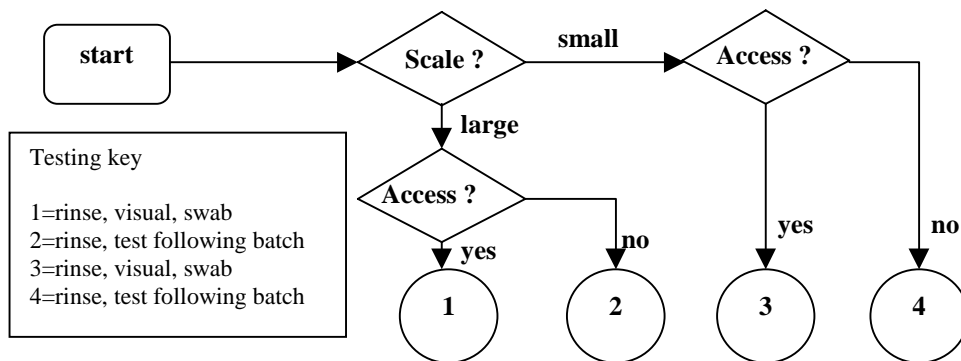 start
Scale ?
small
Access ?
large
Access ?
yes
no
yes
no
1
2
3
4
Testing key
1=rinse, visual, swab
2=rinse, test following batch
3=rinse, visual, swab
4=rinse, test following batch